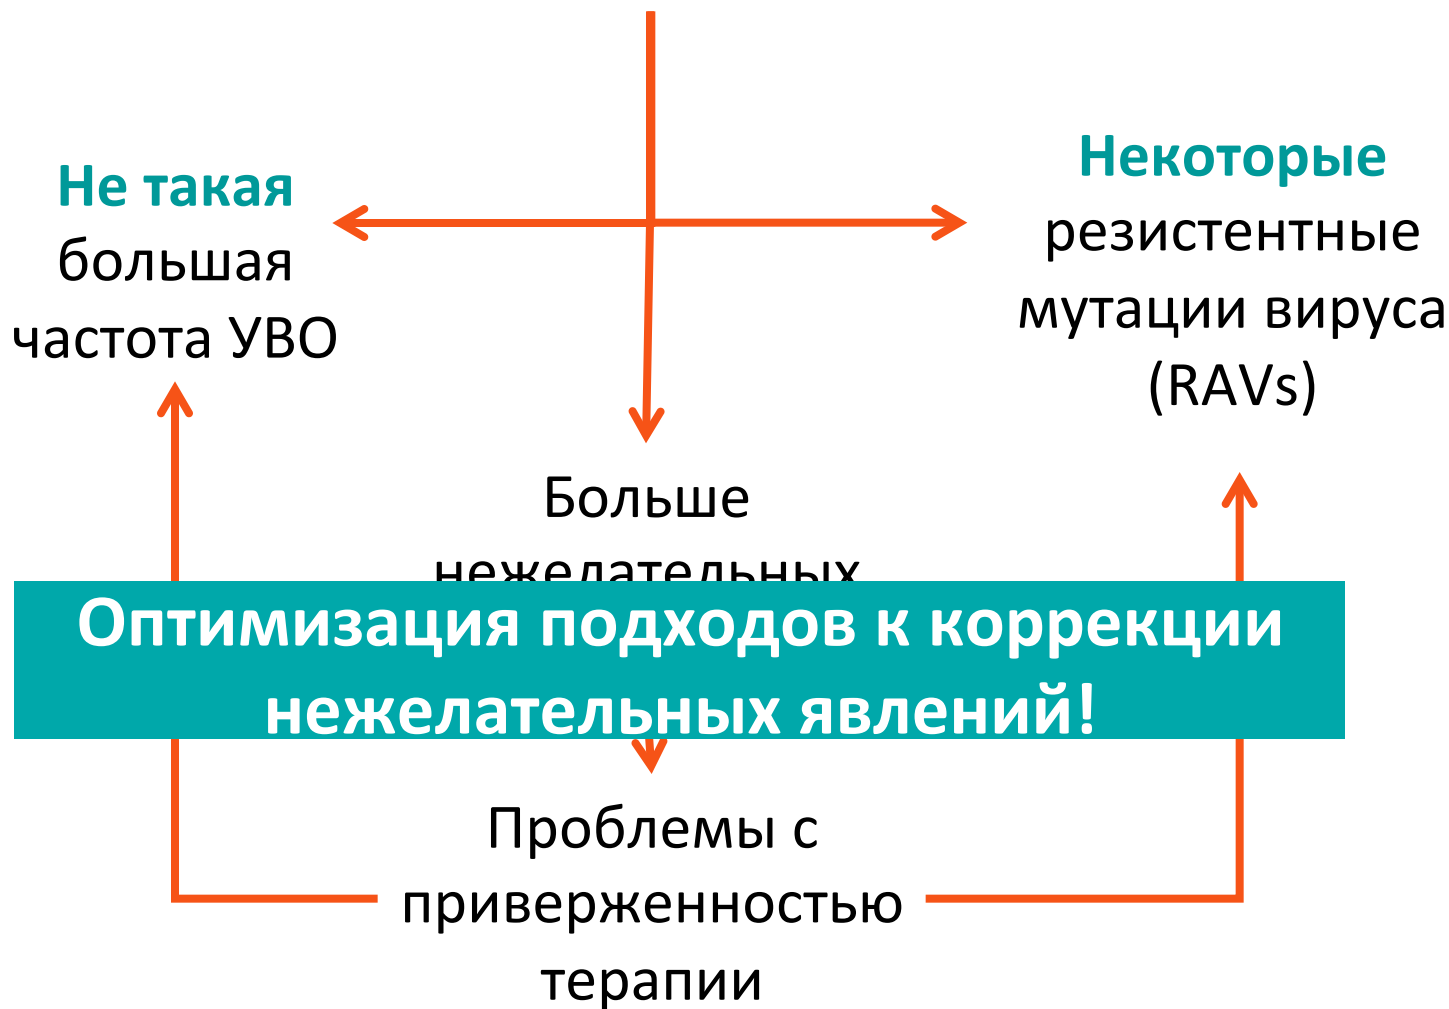 Не такая
большая
частота УВО
Некоторые
резистентные
мутации вируса
(RAVs)
Больше
нежелательных
Оптимизация подходов к коррекции
нежелательных явлений!
Проблемы с
приверженностью
терапии